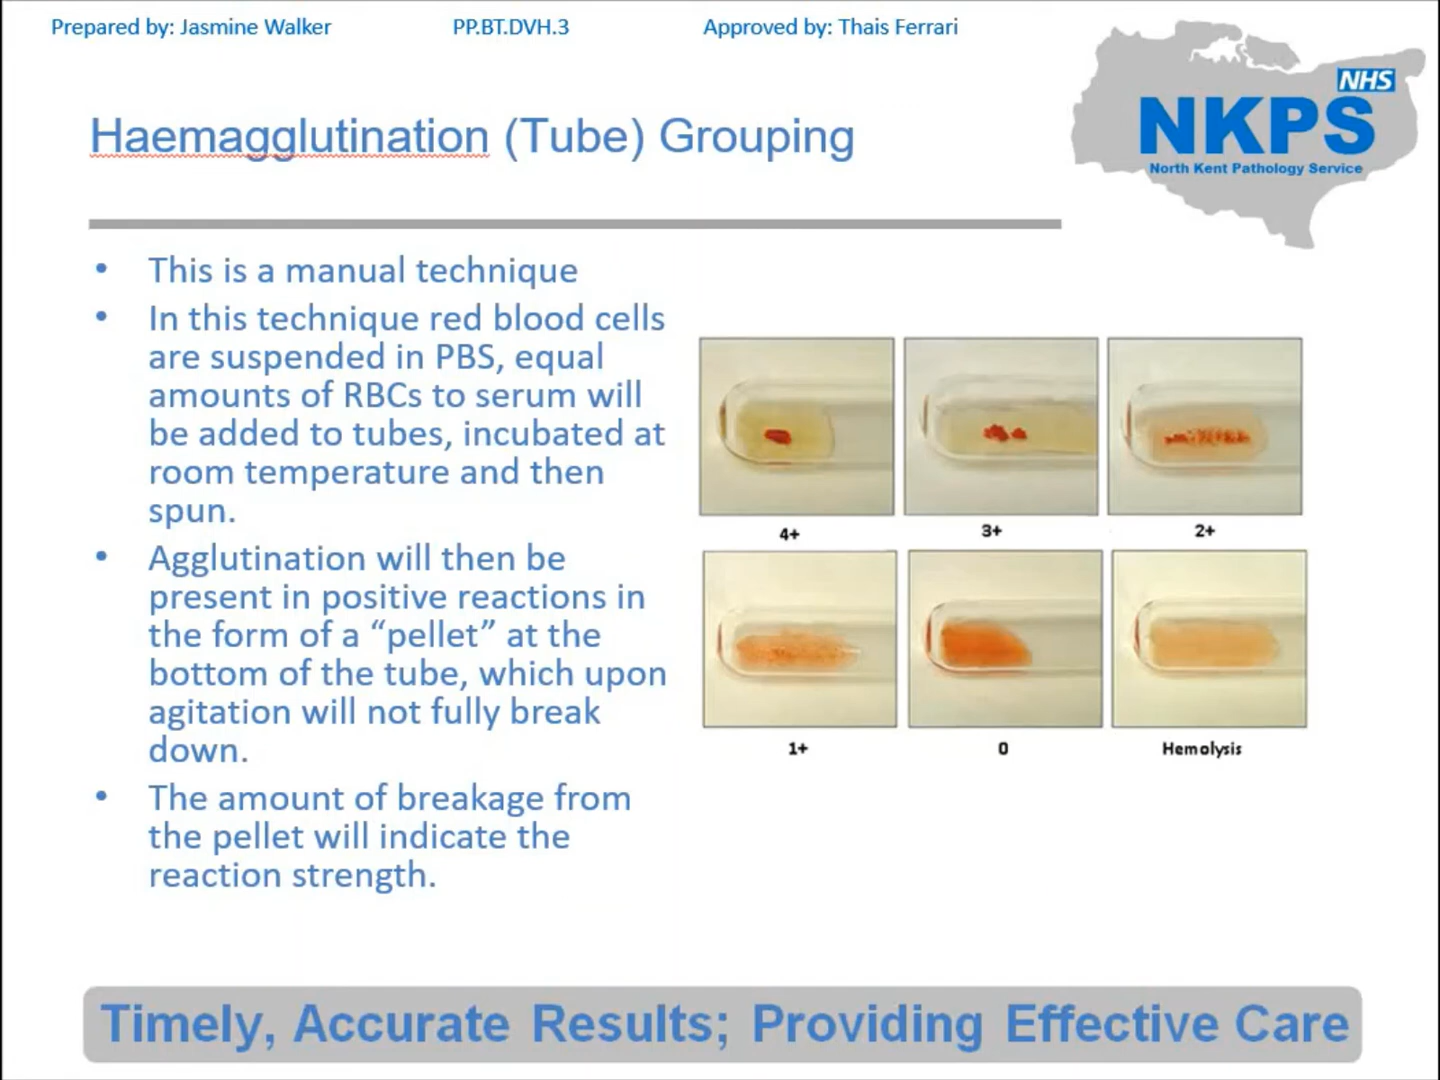 Prepared by: Jasmine Walker PP.BT.DVH.3 Approved by: Thais Ferrari
NHS
NKPS
North Kent Pathology Service
Haemagglutination (Tube) Grouping
• This is a manual technique
• In this technique red blood cells
are suspended in PBS, equal
amounts of RBCs to serum will
be added to tubes, incubated at
room temperature and then
spun.
• Agglutination will then be
present in positive reactions in
the form of a “pellet” at the
bottom of the tube, which upon
agitation will not fully break
down.
• The amount of breakage from
the pellet will indicate the
reaction strength.
4+ 3+ 2+
1+ 0 Hemolysis
Timely, Accurate Results; Providing Effective Care